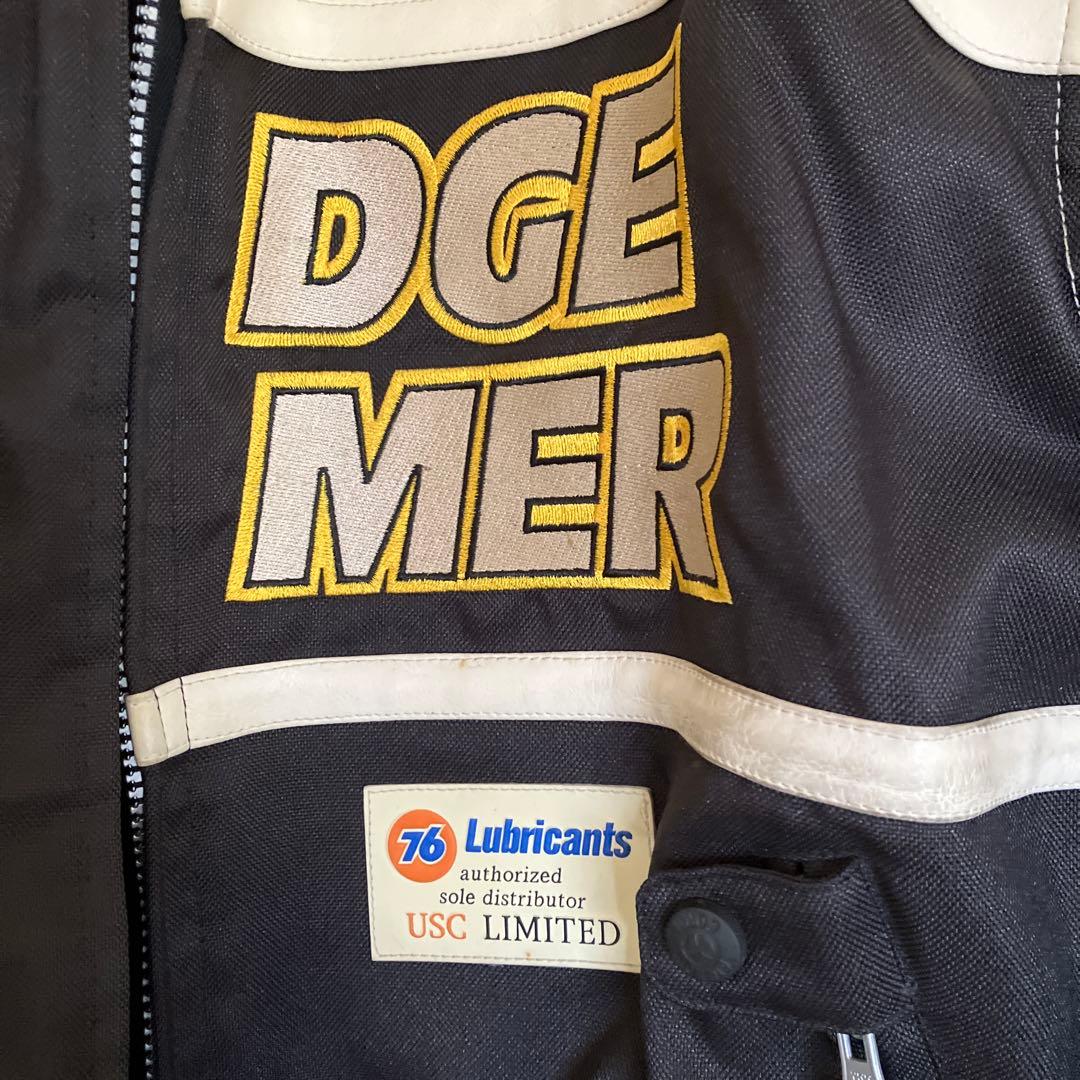 DGE
MER
76 Lubricants
authorized
sole distributor
USC LIMITED